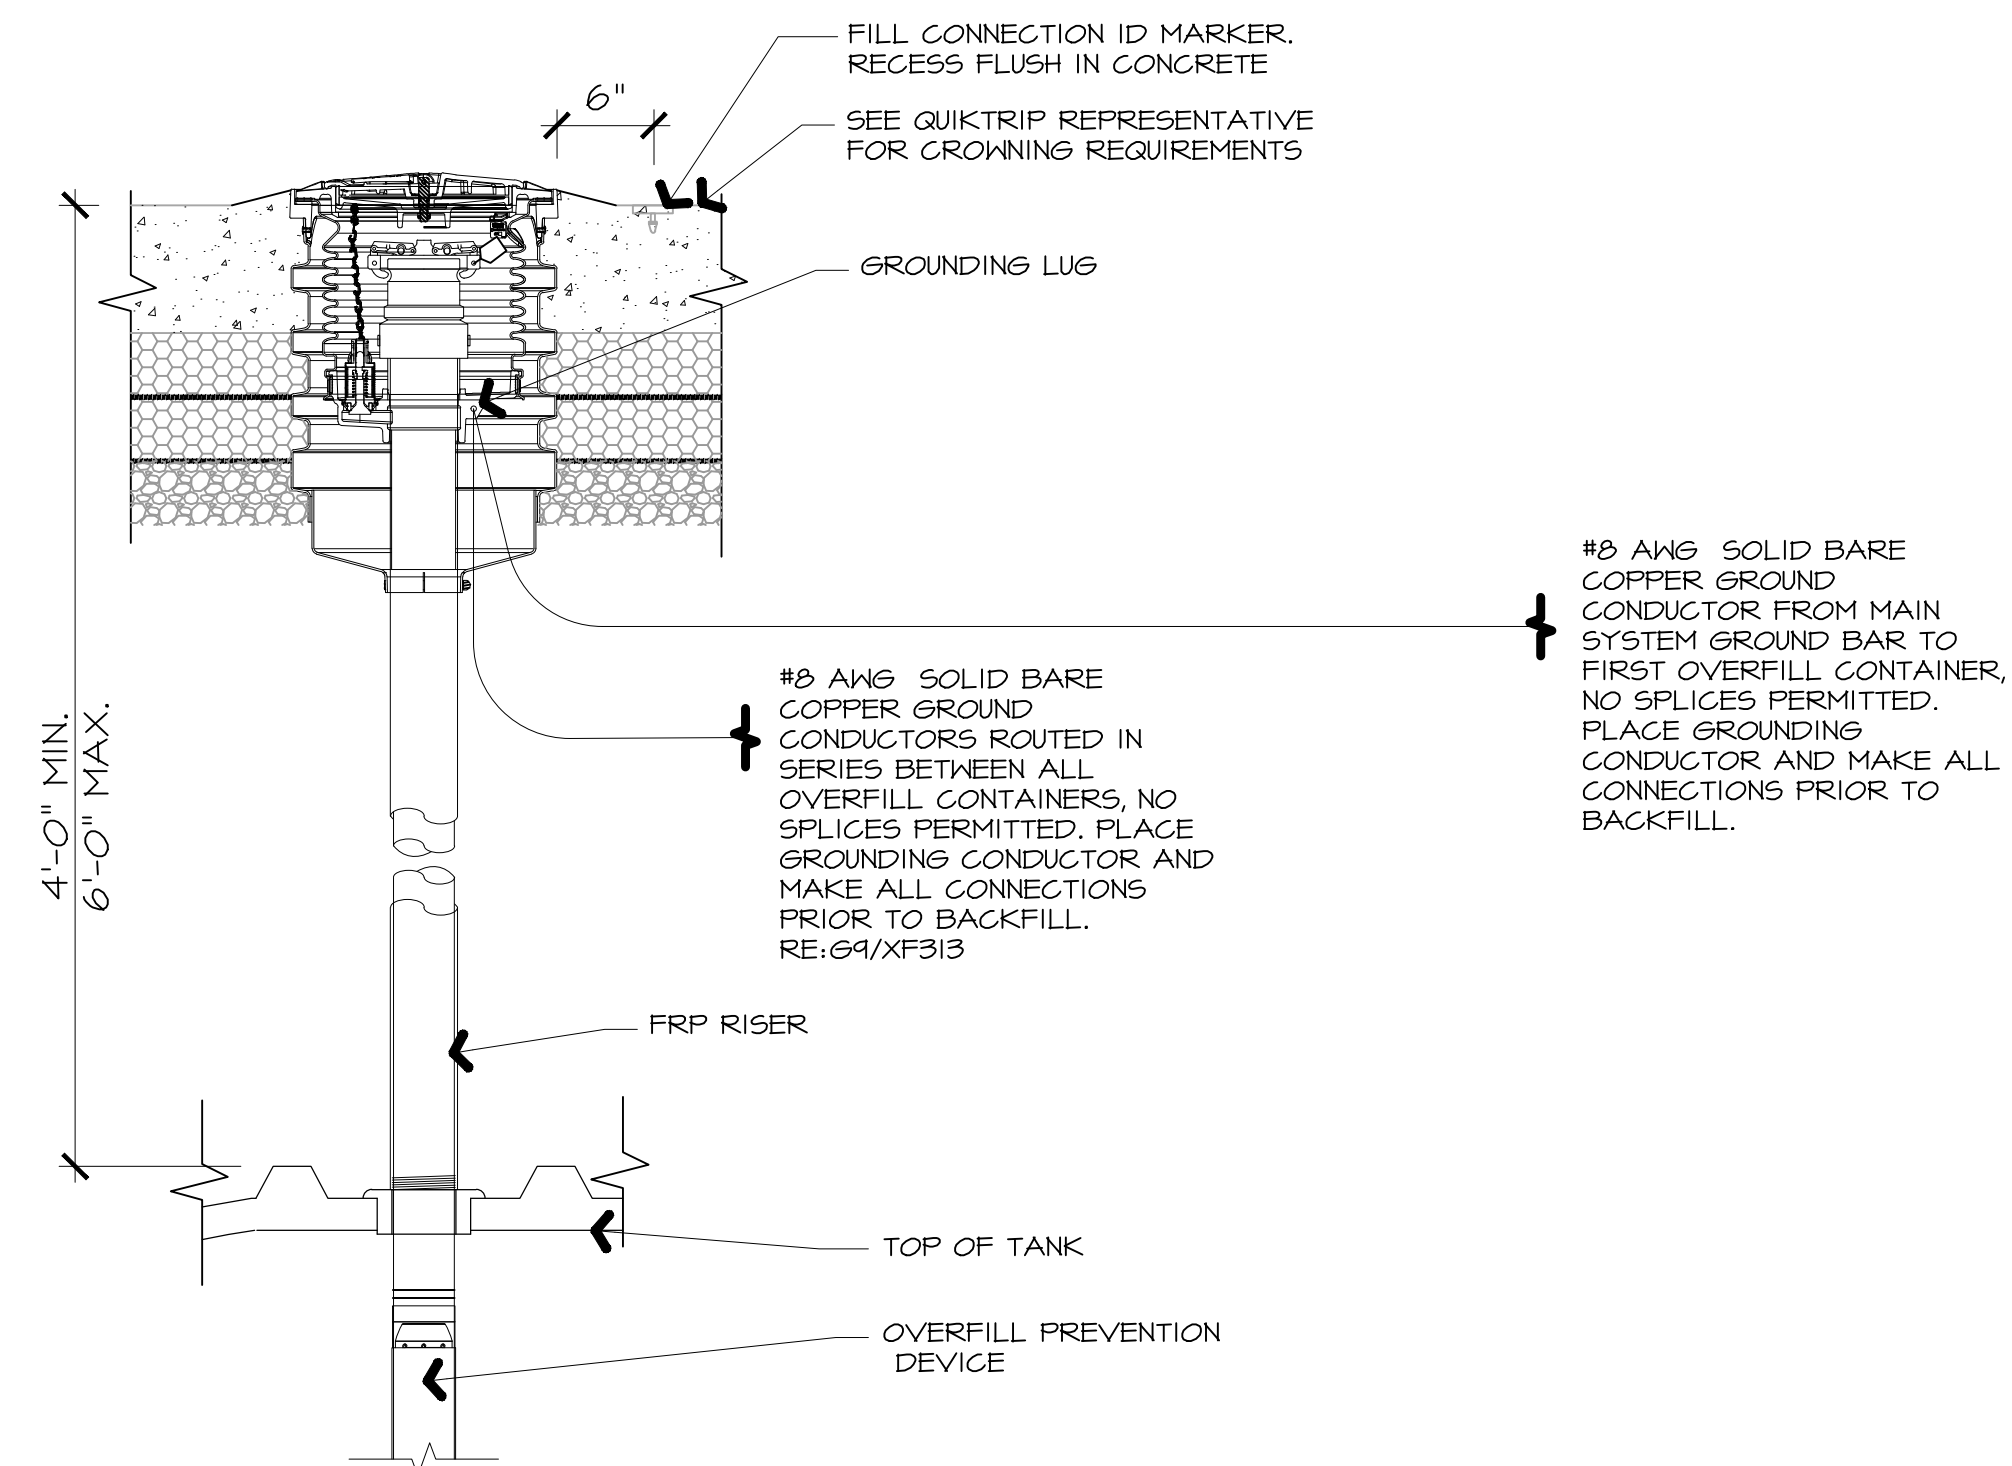 FILL CONNECTION ID MARKER.
RECESS FLUSH IN CONCRETE
6"
SEE QUIKTRIP REPRESENTATIVE
FOR CROWNING REQUIREMENTS
GROUNDING LUG
#8 AWG SOLID BARE
COPPER GROUND
CONDUCTOR FROM MAIN
SYSTEM GROUND BAR TO
FIRST OVERFILL CONTAINER,
NO SPLICES PERMITTED.
PLACE GROUNDING
CONDUCTOR AND MAKE ALL
CONNECTIONS PRIOR TO
BACKFILL.
#8 AWG SOLID BARE
COPPER GROUND
CONDUCTORS ROUTED IN
SERIES BETWEEN ALL
OVERFILL CONTAINERS, NO
SPLICES PERMITTED. PLACE
GROUNDING CONDUCTOR AND
MAKE ALL CONNECTIONS
PRIOR TO BACKFILL.
RE:G9/XF313
4'-0" MIN.
6'-0" MAX.
FRP RISER
TOP OF TANK
OVERFILL PREVENTION
DEVICE